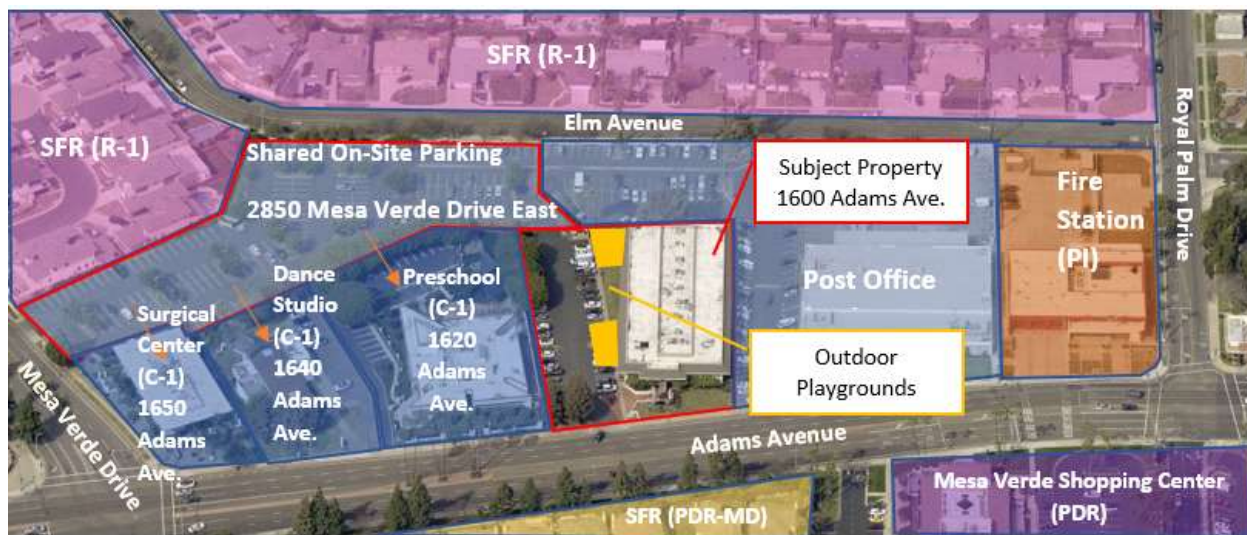 SFR (R-1)
Elm Avenue
Royal Palm Drive
SFR (R-1)
Shared On-Site Parking
2850 Mesa Verde Drive East
Subject Property
1600 Adams Ave.
Fire
Station
(PI)
Post Office
Surgical
Center
(C-1)
1650
Adams
Ave.
Dance
Studio
(C-1)
1640
Adams
Ave.
Preschool
(C-1)
1620
Adams
Ave.
Outdoor
Playgrounds
Mesa Verde Drive
Adams Avenue
SFR (PDR-MD)
Mesa Verde Shopping Center
(PDR)